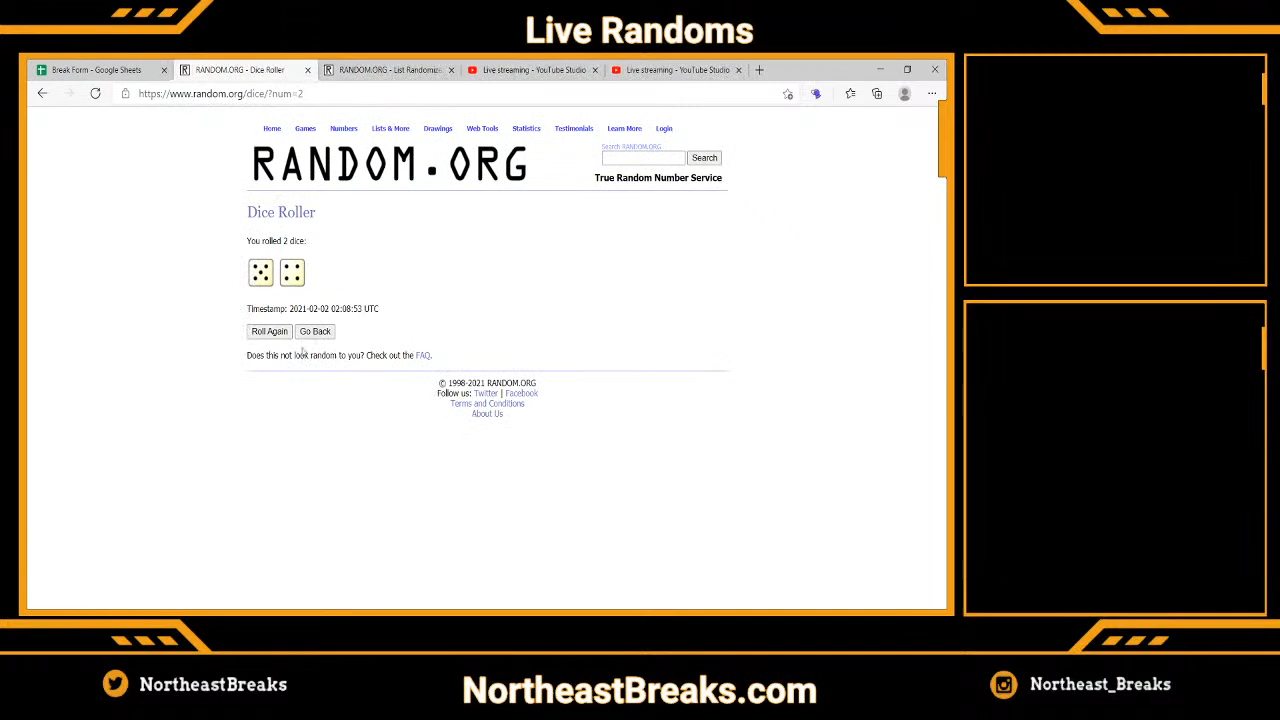 Live Randoms
Break Form - Google Sheets
RANDOM.ORG - Dice Roller
RANDOM.ORG - List Randomize
Live streaming - YouTube Studio
Live streaming - YouTube Studio
https://www.random.org/dice/?num=2
Home Games Numbers Lists & More Drawings Web Tools Statistics Testimonials Learn More Login
RANDOM.ORG
Search RANDOM.ORG
Search
True Random Number Service
Dice Roller
You rolled 2 dice:
Timestamp: 2021-02-02 02:08:53 UTC
Roll Again Go Back
Does this not look random to you? Check out the FAQ.
© 1998-2021 RANDOM.ORG
Follow us: Twitter | Facebook
Terms and Conditions
About Us
NortheastBreaks
NortheastBreaks.com
Northeast_Breaks